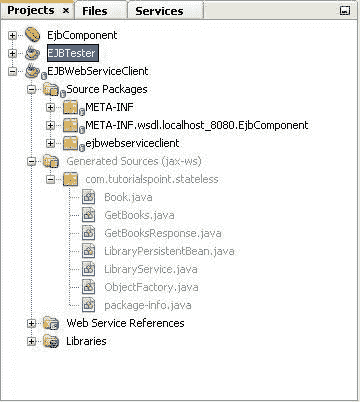 Projects x Files Services
EjbComponent
EJBTester
EJBWebServiceClient
Source Packages
META-INF
META-INF.wsdl.localhost_8080.EjbComponent
ejbwebserviceclient
Generated Sources (jax-ws)
com.tutorialspoint.stateless
Book.java
GetBooks.java
GetBooksResponse.java
LibraryPersistentBean.java
LibraryService.java
ObjectFactory.java
package-info.java
Web Service References
Libraries